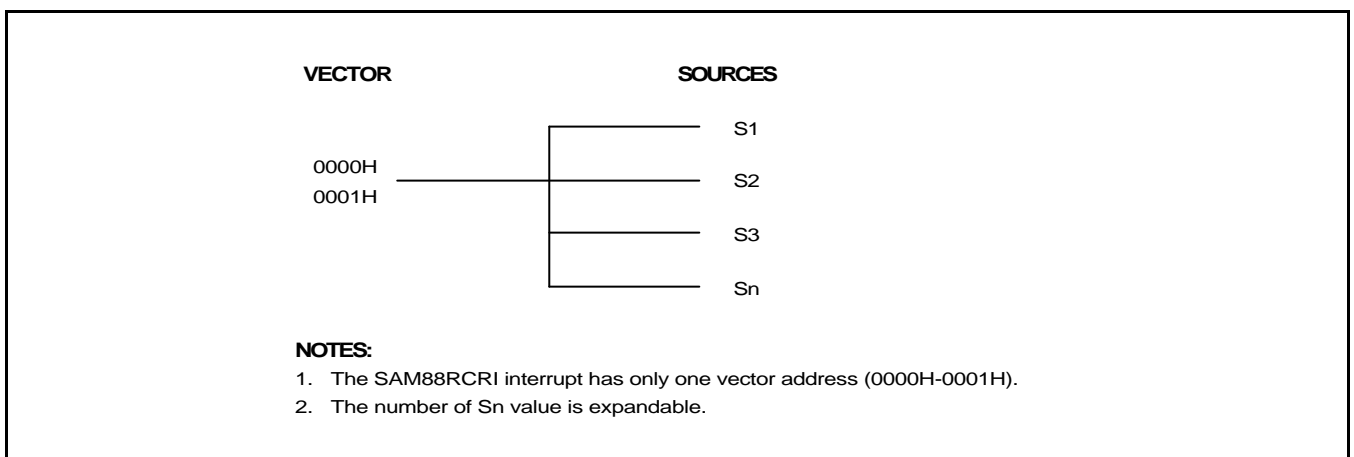 VECTOR SOURCES
S1
0000H
S2
0001H
S3
Sn
NOTES:
1. The SAM88RCRI interrupt has only one vector address (0000H-0001H).
2. The number of Sn value is expandable.